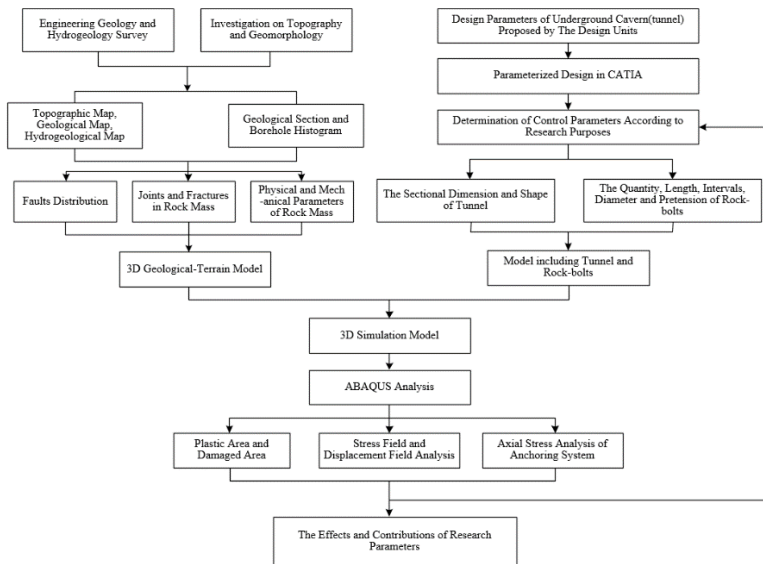 Engineering Geology and
Hydrogeology Survey
Investigation on Topography
and Geomorphology
Design Parameters of Underground Cavern(tunnel)
Proposed by The Design Units
Parameterized Design in CATIA
Topographic Map,
Geological Map,
Hydrogeological Map
Geological Section and
Borehole Histogram
Determination of Control Parameters According to
Research Purposes
Faults Distribution
Joints and Fractures
in Rock Mass
Physical and Mech
-anical Parameters
of Rock Mass
The Sectional Dimension and Shape
of Tunnel
The Quantity, Length, Intervals,
Diameter and Pretension of Rock-
bolts
3D Geological-Terrain Model
Model including Tunnel and
Rock-bolts
3D Simulation Model
ABAQUS Analysis
Plastic Area and
Damaged Area
Stress Field and
Displacement Field Analysis
Axial Stress Analysis of
Anchoring System
The Effects and Contributions of Research
Parameters